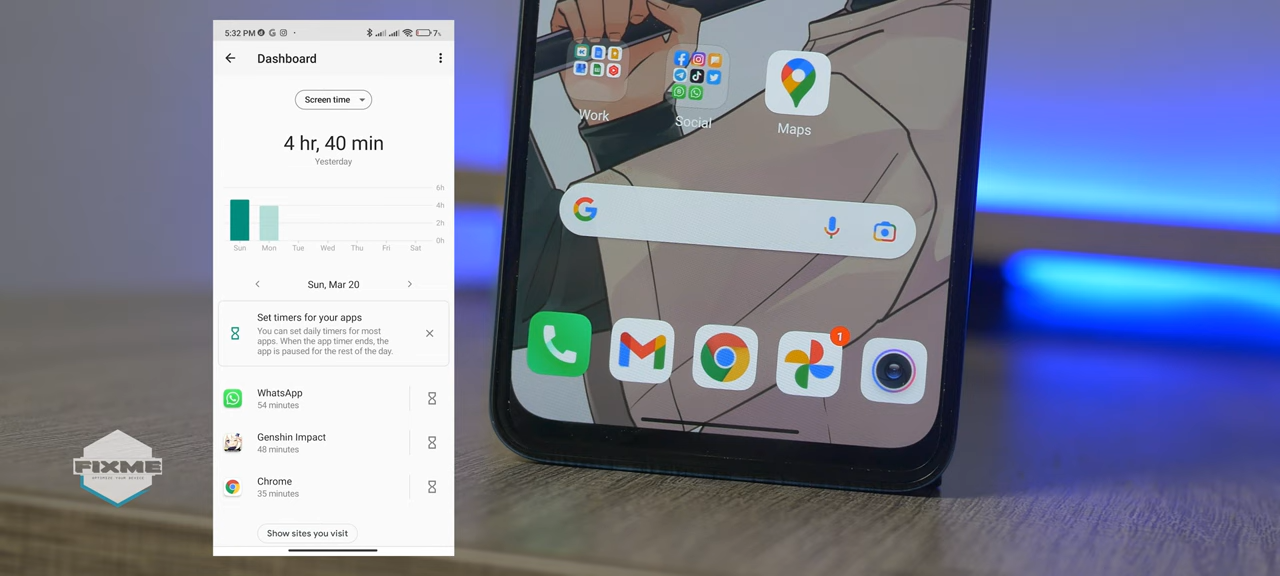 5:32 PM
7%
Dashboard
Screen time
4 hr, 40 min
Yesterday
6h
4h
2h
0h
Sun Mon Tue Wed Thu Fri Sat
Sun, Mar 20
Set timers for your apps
You can set daily timers for most
apps. When the app timer ends, the
app is paused for the rest of the day.
WhatsApp
54 minutes
Genshin Impact
48 minutes
Chrome
35 minutes
Show sites you visit
FIXME
OPTIMIZE YOUR DEVICE
Work
Social
Maps
1